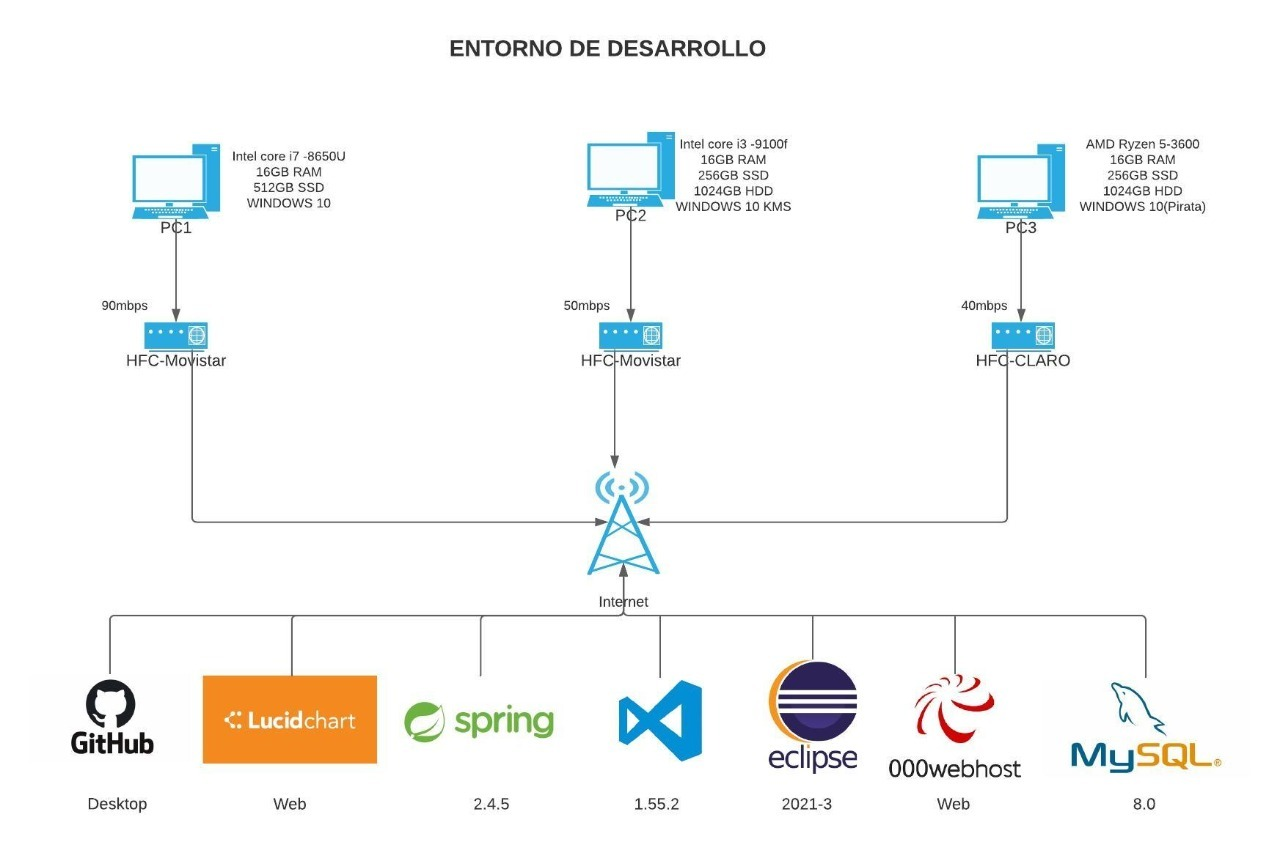 ENTORNO DE DESARROLLO
Intel core i7 -8650U
16GB RAM
512GB SSD
WINDOWS 10
PC1
Intel core i3 -9100f
16GB RAM
256GB SSD
1024GB HDD
WINDOWS 10 KMS
PC2
AMD Ryzen 5-3600
16GB RAM
256GB SSD
1024GB HDD
WINDOWS 10(Pirata)
PC3
90mbps
HFC-Movistar
50mbps
HFC-Movistar
40mbps
HFC-CLARO
Internet
GitHub
Lucidchart
spring
eclipse
000webhost
MySQL®
Desktop
Web
2.4.5
1.55.2
2021-3
Web
8.0